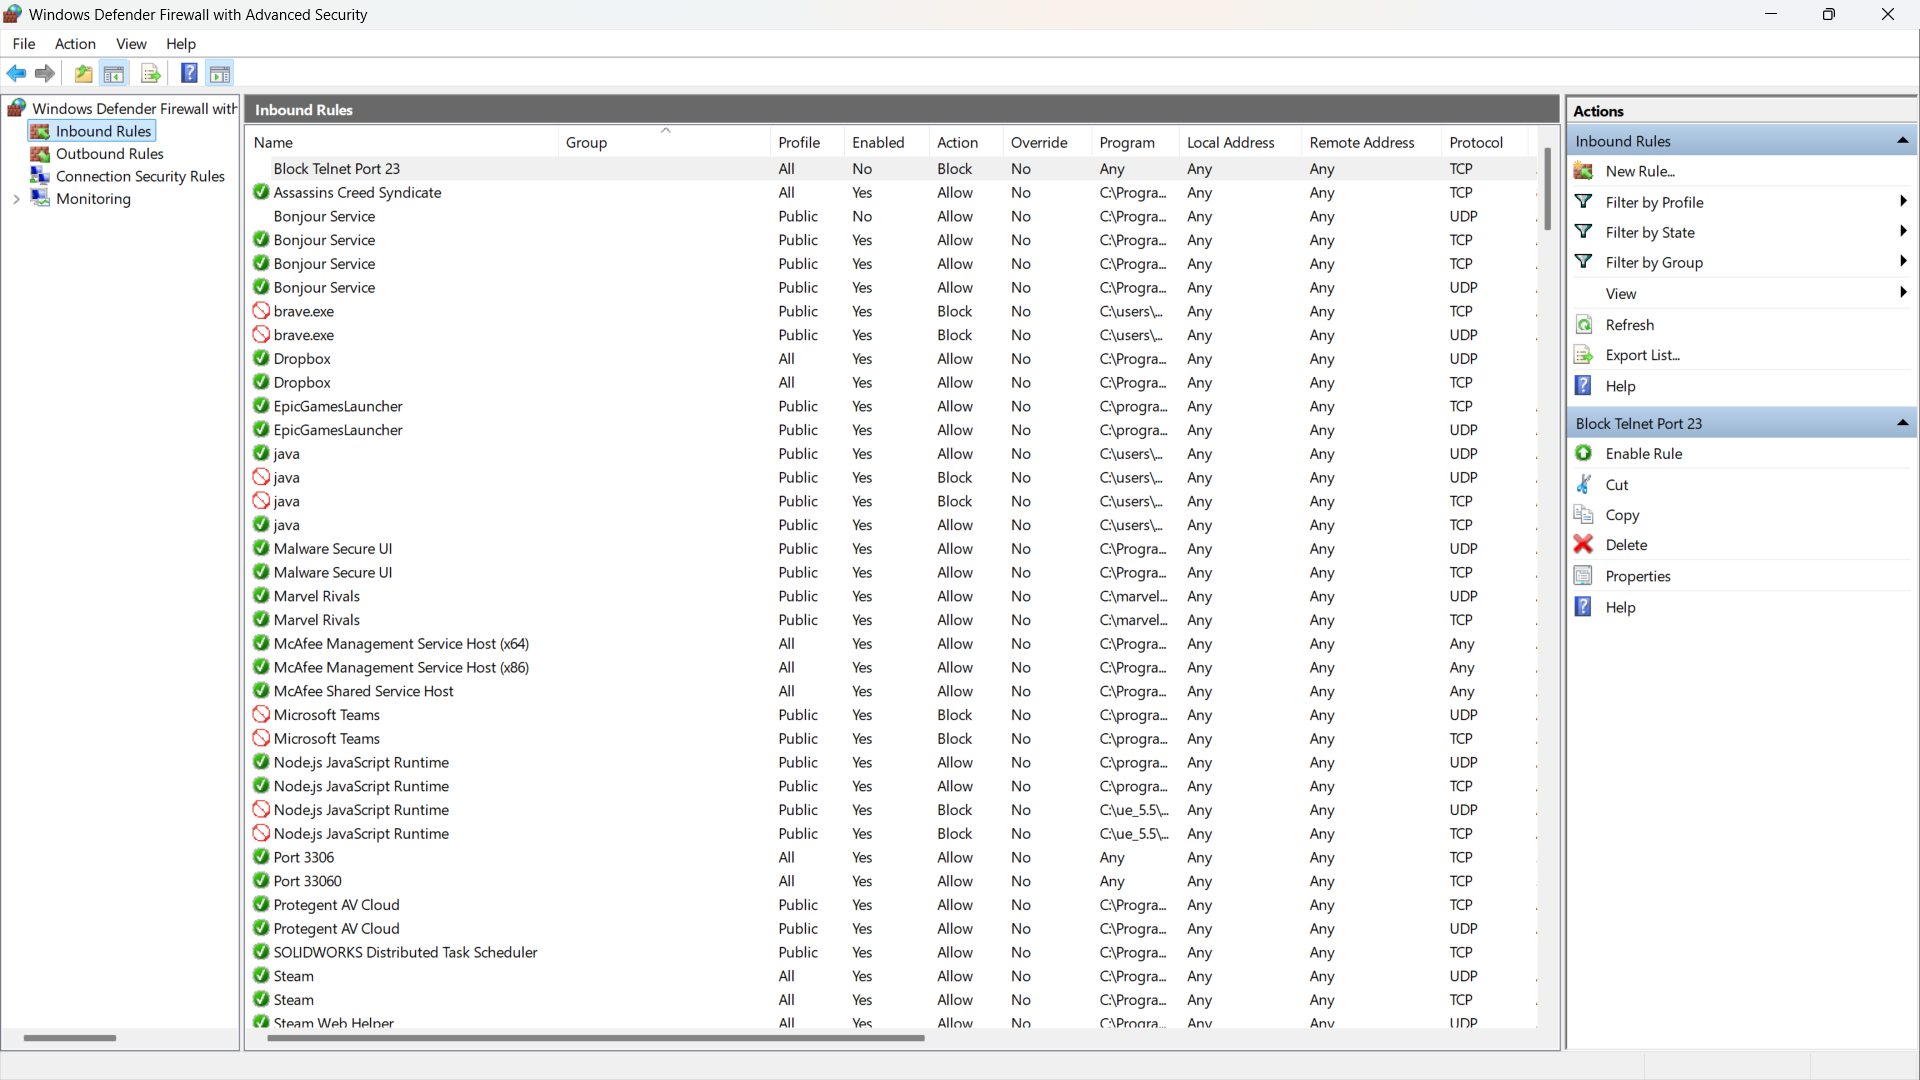 Windows Defender Firewall with Advanced Security
File Action View Help
Windows Defender Firewall with
Inbound Rules
Outbound Rules
Connection Security Rules
Monitoring
Inbound Rules
Name Group Profile Enabled Action Override Program Local Address Remote Address Protocol
Block Telnet Port 23 All No Block No Any Any Any TCP
Assassins Creed Syndicate All Yes Allow No C:\Progra... Any Any TCP
Bonjour Service Public No Allow No C:\Progra... Any Any UDP
Bonjour Service Public Yes Allow No C:\Progra... Any Any TCP
Bonjour Service Public Yes Allow No C:\Progra... Any Any TCP
Bonjour Service Public Yes Allow No C:\Progra... Any Any UDP
brave.exe Public Yes Block No C:\users\... Any Any TCP
brave.exe Public Yes Block No C:\users\... Any Any UDP
Dropbox All Yes Allow No C:\Progra... Any Any UDP
Dropbox All Yes Allow No C:\Progra... Any Any TCP
EpicGamesLauncher Public Yes Allow No C:\progra... Any Any TCP
EpicGamesLauncher Public Yes Allow No C:\progra... Any Any UDP
java Public Yes Allow No C:\users\... Any Any UDP
java Public Yes Block No C:\users\... Any Any UDP
java Public Yes Block No C:\users\... Any Any TCP
java Public Yes Allow No C:\users\... Any Any TCP
Malware Secure UI Public Yes Allow No C:\Progra... Any Any UDP
Malware Secure UI Public Yes Allow No C:\Progra... Any Any TCP
Marvel Rivals Public Yes Allow No C:\marvel... Any Any UDP
Marvel Rivals Public Yes Allow No C:\marvel... Any Any TCP
McAfee Management Service Host (x64) All Yes Allow No C:\Progra... Any Any Any
McAfee Management Service Host (x86) All Yes Allow No C:\Progra... Any Any Any
McAfee Shared Service Host All Yes Allow No C:\Progra... Any Any Any
Microsoft Teams Public Yes Block No C:\progra... Any Any UDP
Microsoft Teams Public Yes Block No C:\progra... Any Any TCP
Node.js JavaScript Runtime Public Yes Allow No C:\progra... Any Any UDP
Node.js JavaScript Runtime Public Yes Allow No C:\progra... Any Any TCP
Node.js JavaScript Runtime Public Yes Block No C:\ue_5.5\... Any Any UDP
Node.js JavaScript Runtime Public Yes Block No C:\ue_5.5\... Any Any TCP
Port 3306 All Yes Allow No Any Any Any TCP
Port 33060 All Yes Allow No Any Any Any TCP
Protegent AV Cloud Public Yes Allow No C:\Progra... Any Any TCP
Protegent AV Cloud Public Yes Allow No C:\Progra... Any Any UDP
SOLIDWORKS Distributed Task Scheduler Public Yes Allow No C:\Progra... Any Any TCP
Steam All Yes Allow No C:\Progra... Any Any UDP
Steam All Yes Allow No C:\Progra... Any Any TCP
Steam Web Helper All Yes Allow No C:\Progra... Any Any UDP
Actions
Inbound Rules
New Rule...
Filter by Profile
Filter by State
Filter by Group
View
Refresh
Export List...
Help
Block Telnet Port 23
Enable Rule
Cut
Copy
Delete
Properties
Help